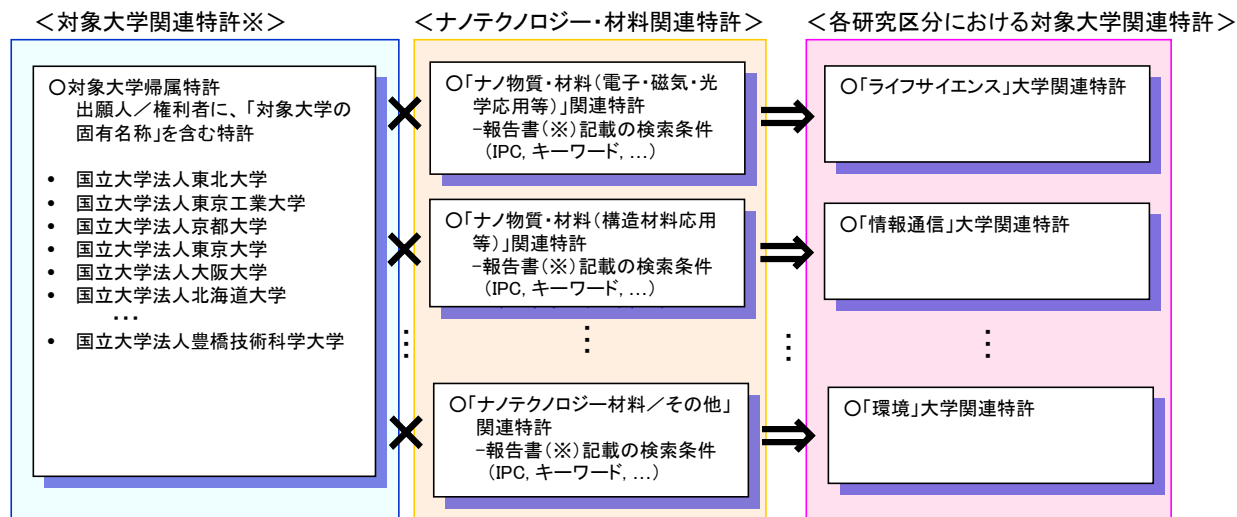 ＜対象大学関連特許※＞
○対象大学帰属特許
出願人／権利者に、「対象大学の
固有名称」を含む特許
• 国立大学法人東北大学
• 国立大学法人東京工業大学
• 国立大学法人京都大学
• 国立大学法人東京大学
• 国立大学法人大阪大学
• 国立大学法人北海道大学
…
• 国立大学法人豊橋技術科学大学
×
×
…
×
＜ナノテクノロジー・材料関連特許＞
○「ナノ物質・材料（電子・磁気・光
学応用等）」関連特許
-報告書（※）記載の検索条件
（IPC, キーワード, …）
○「ナノ物質・材料（構造材料応用
等）」関連特許
-報告書（※）記載の検索条件
（IPC, キーワード, …）
…
○「ナノテクノロジー材料／その他」
関連特許
-報告書（※）記載の検索条件
（IPC, キーワード, …）
⇒
⇒
…
⇒
＜各研究区分における対象大学関連特許＞
○「ライフサイエンス」大学関連特許
○「情報通信」大学関連特許
…
○「環境」大学関連特許